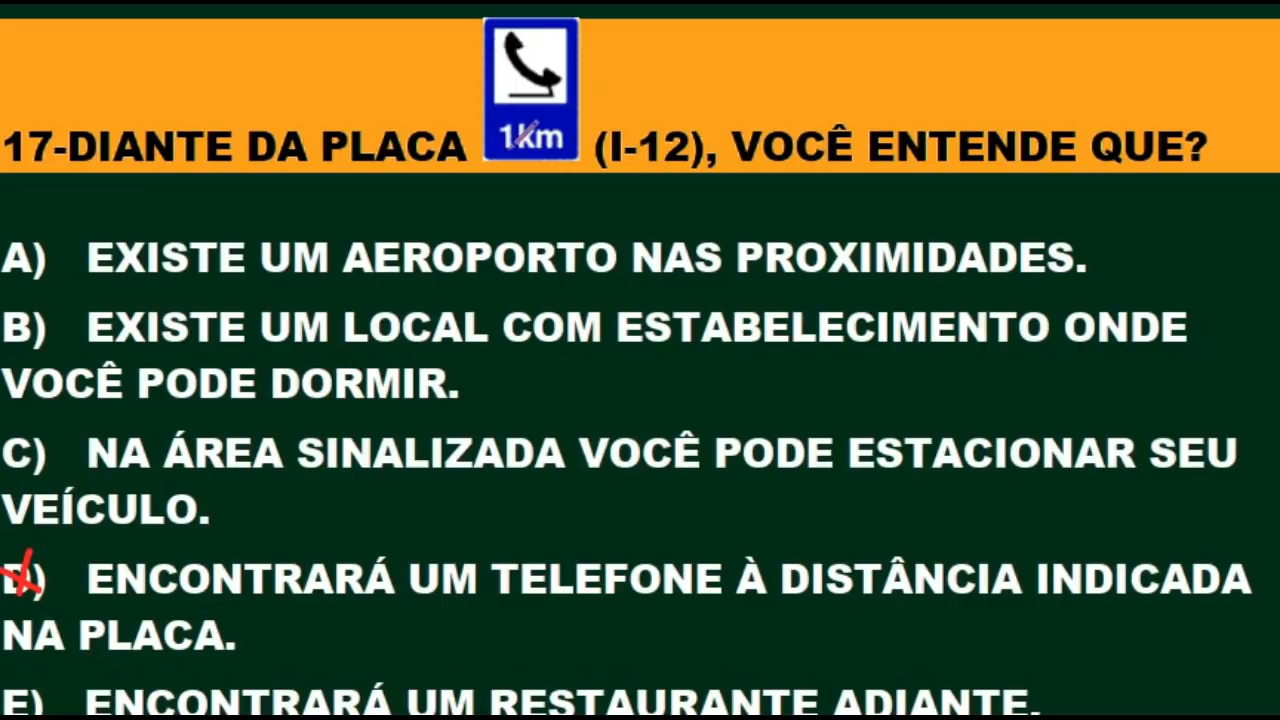 1km
17-DIANTE DA PLACA (I-12), VOCÊ ENTENDE QUE?
A) EXISTE UM AEROPORTO NAS PROXIMIDADES.
B) EXISTE UM LOCAL COM ESTABELECIMENTO ONDE
VOCÊ PODE DORMIR.
C) NA ÁREA SINALIZADA VOCÊ PODE ESTACIONAR SEU
VEÍCULO.
D) ENCONTRARÁ UM TELEFONE À DISTÂNCIA INDICADA
NA PLACA.
E) ENCONTRARÁ UM RESTAURANTE ADIANTE.